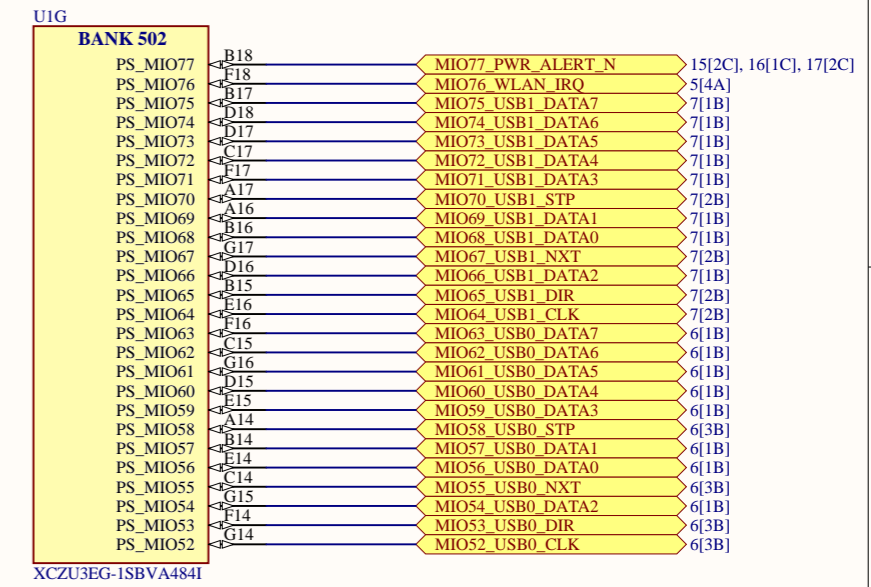 U1G
BANK 502
PS_MIO77 B18 MIO77_PWR_ALERT_N 15[2C], 16[1C], 17[2C]
PS_MIO76 F18 MIO76_WLAN_IRQ 5[4A]
PS_MIO75 B17 MIO75_USB1_DATA7 7[1B]
PS_MIO74 D18 MIO74_USB1_DATA6 7[1B]
PS_MIO73 D17 MIO73_USB1_DATA5 7[1B]
PS_MIO72 C17 MIO72_USB1_DATA4 7[1B]
PS_MIO71 F17 MIO71_USB1_DATA3 7[1B]
PS_MIO70 A17 MIO70_USB1_STP 7[2B]
PS_MIO69 A16 MIO69_USB1_DATA1 7[1B]
PS_MIO68 B16 MIO68_USB1_DATA0 7[1B]
PS_MIO67 G17 MIO67_USB1_NXT 7[2B]
PS_MIO66 D16 MIO66_USB1_DATA2 7[1B]
PS_MIO65 B15 MIO65_USB1_DIR 7[2B]
PS_MIO64 E16 MIO64_USB1_CLK 7[2B]
PS_MIO63 F16 MIO63_USB0_DATA7 6[1B]
PS_MIO62 C15 MIO62_USB0_DATA6 6[1B]
PS_MIO61 G16 MIO61_USB0_DATA5 6[1B]
PS_MIO60 D15 MIO60_USB0_DATA4 6[1B]
PS_MIO59 E15 MIO59_USB0_DATA3 6[1B]
PS_MIO58 A14 MIO58_USB0_STP 6[3B]
PS_MIO57 B14 MIO57_USB0_DATA1 6[1B]
PS_MIO56 E14 MIO56_USB0_DATA0 6[1B]
PS_MIO55 C14 MIO55_USB0_NXT 6[3B]
PS_MIO54 G15 MIO54_USB0_DATA2 6[1B]
PS_MIO53 F14 MIO53_USB0_DIR 6[3B]
PS_MIO52 G14 MIO52_USB0_CLK 6[3B]
XCZU3EG-1SBVA484I